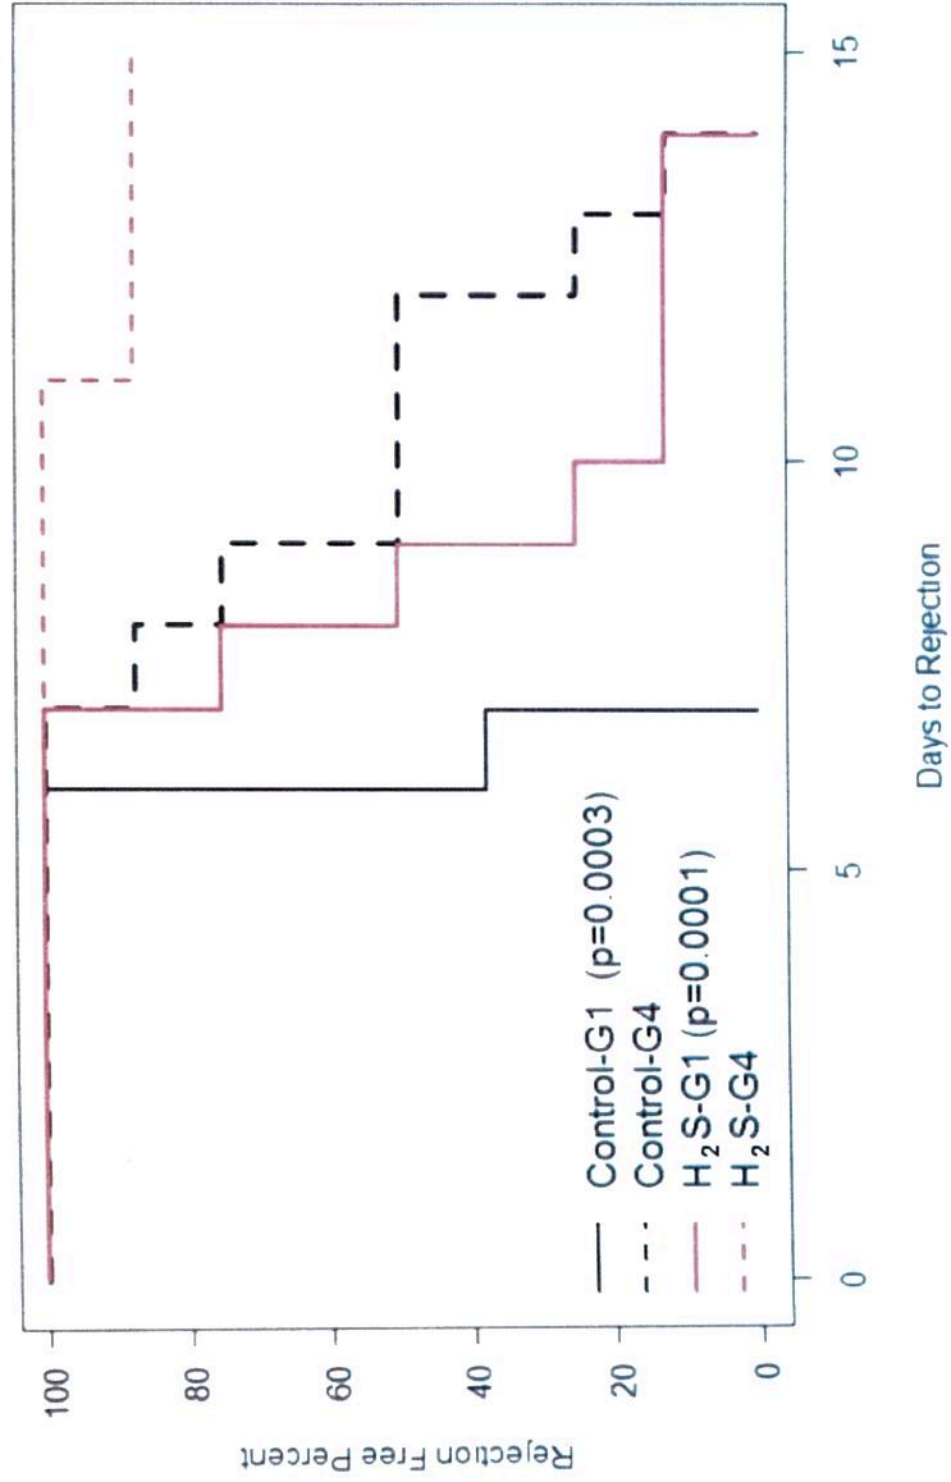 Rejection Free Percent
100
80
60
40
20
0
Control-G1 (p=0.0003)
Control-G4
H₂S-G1 (p=0.0001)
H₂S-G4
0 5 10 15
Days to Rejection